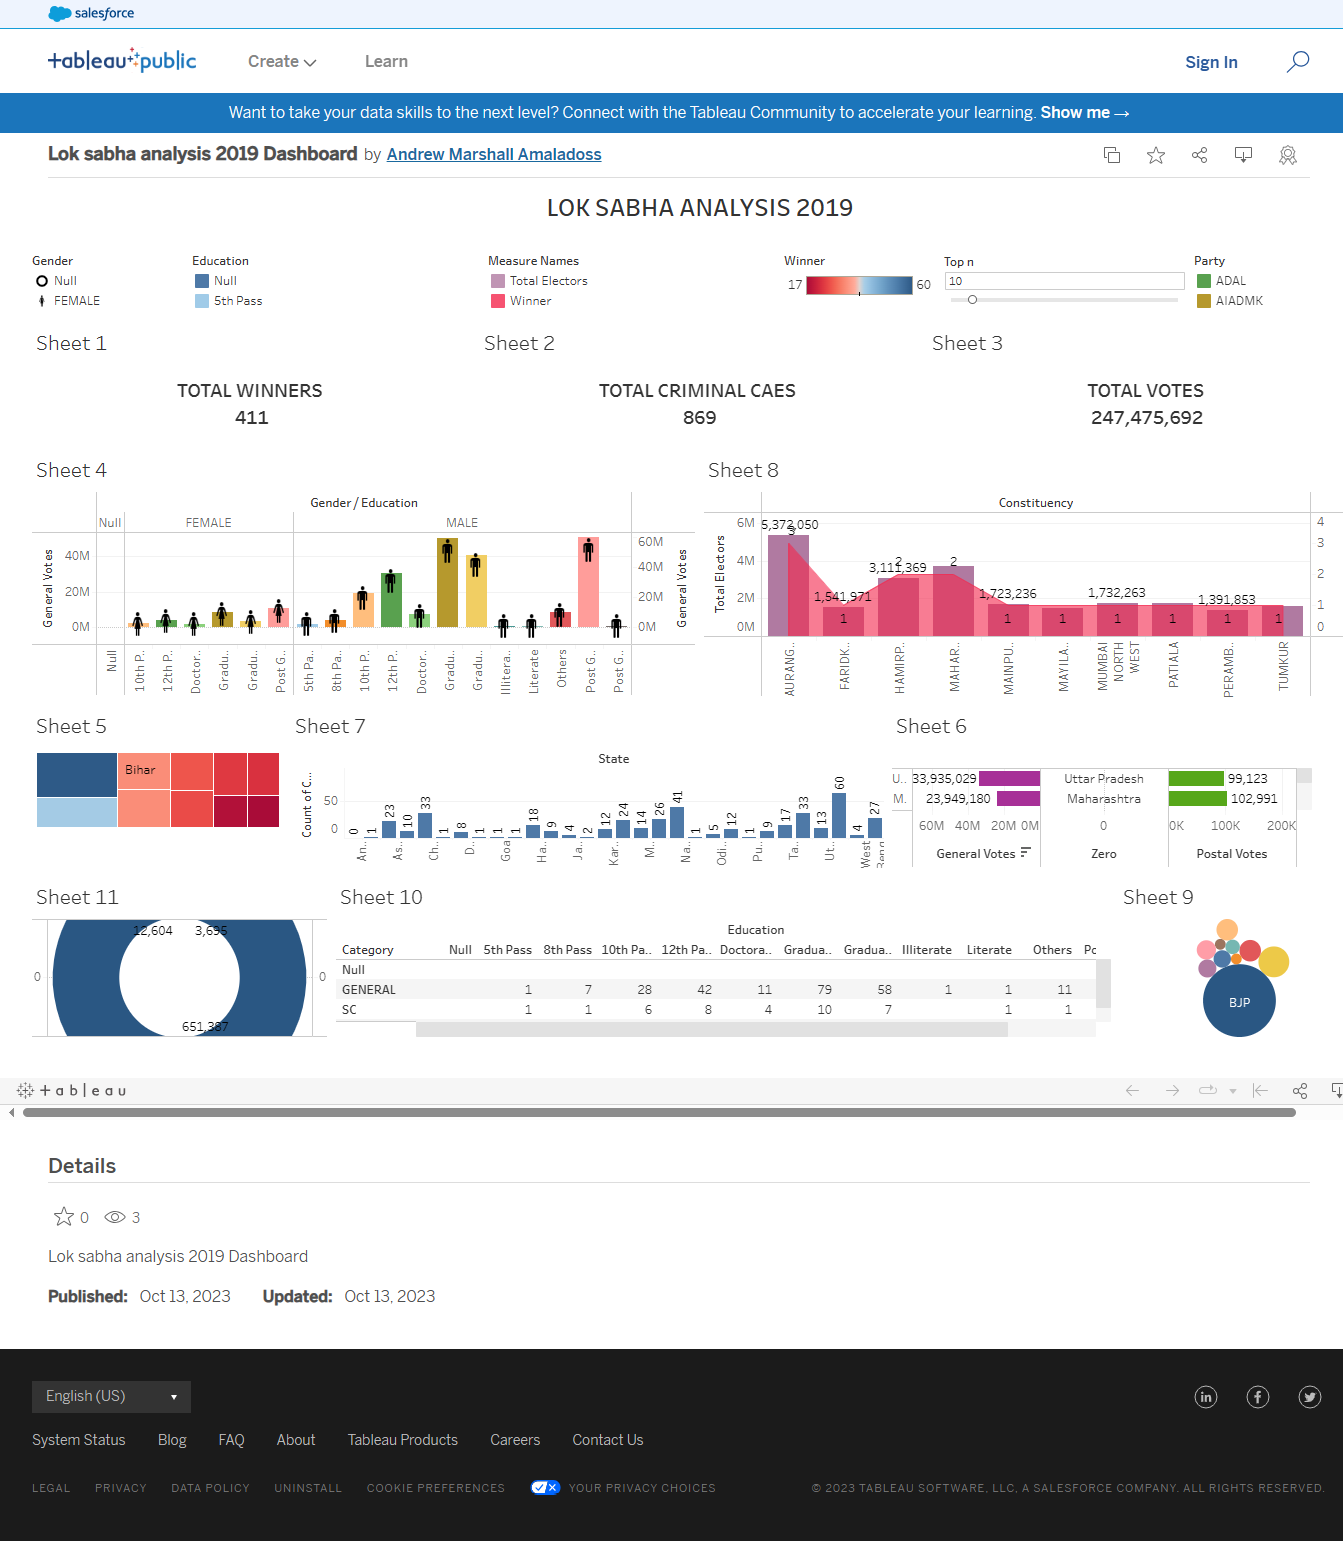 salesforce
tableau public
Create
Learn
Sign In
Want to take your data skills to the next level? Connect with the Tableau Community to accelerate your learning. Show me →
Lok sabha analysis 2019 Dashboard by Andrew Marshall Amaladoss
LOK SABHA ANALYSIS 2019
Gender
Null
FEMALE
Education
Null
5th Pass
Measure Names
Total Electors
Winner
Winner
17 60
Top n
10
Party
ADAL
AIADMK
Sheet 1
Sheet 2
Sheet 3
TOTAL WINNERS
411
TOTAL CRIMINAL CAES
869
TOTAL VOTES
247,475,692
Sheet 4
Gender / Education
Null FEMALE MALE
General Votes
40M
20M
0M
60M
40M
20M
0M
General Votes
Null
10th P..
12th P..
Doctor..
Gradu..
Gradu..
Post G..
5th Pa..
8th Pa..
10th P..
12th P..
Doctor..
Gradu..
Gradu..
Illitera..
Literate
Others
Post G..
Post G..
Sheet 8
Constituency
Total Electors
6M
4M
2M
0M
5,372,050
3
1,541,971
1
2
3,111,369
2
1,723,236
1
1
1,732,263
1
1
1,391,853
1
1
4
3
2
1
0
AURANG..
FARIDK..
HAMIRP..
MAHAR..
MAINPU..
MAYILA..
MUMBAI NORTH WEST
PATIALA
PERAMB..
TUMKUR
Sheet 5
Bihar
Sheet 7
State
Count of C...
50
0
0 1 23 10 33 1 8 1 1 1 18 9 4 2 12 24 14 26 41 1 5 12 1 9 17 33 13 60 4 27
An..
As..
Ch..
D..
Goa
Ha..
Ja..
Kar..
M..
Na..
Odi..
Pu..
Ta..
Ut..
West
Sheet 6
U.. 33,935,029 Uttar Pradesh 99,123
M. 23,949,180 Maharashtra 102,991
60M 40M 20M 0M 0 0K 100K 200K
General Votes Zero Postal Votes
Sheet 11
12,604 3,695
0 0
651,387
Sheet 10
Education
Category Null 5th Pass 8th Pass 10th Pa.. 12th Pa.. Doctora.. Gradua.. Gradua.. Illiterate Literate Others Pc
Null
GENERAL 1 7 28 42 11 79 58 1 1 11
SC 1 1 6 8 4 10 7 1 1
Sheet 9
BJP
tableau
Details
0 3
Lok sabha analysis 2019 Dashboard
Published: Oct 13, 2023 Updated: Oct 13, 2023
English (US)
System Status Blog FAQ About Tableau Products Careers Contact Us
LEGAL PRIVACY DATA POLICY UNINSTALL COOKIE PREFERENCES YOUR PRIVACY CHOICES © 2023 TABLEAU SOFTWARE, LLC, A SALESFORCE COMPANY. ALL RIGHTS RESERVED.